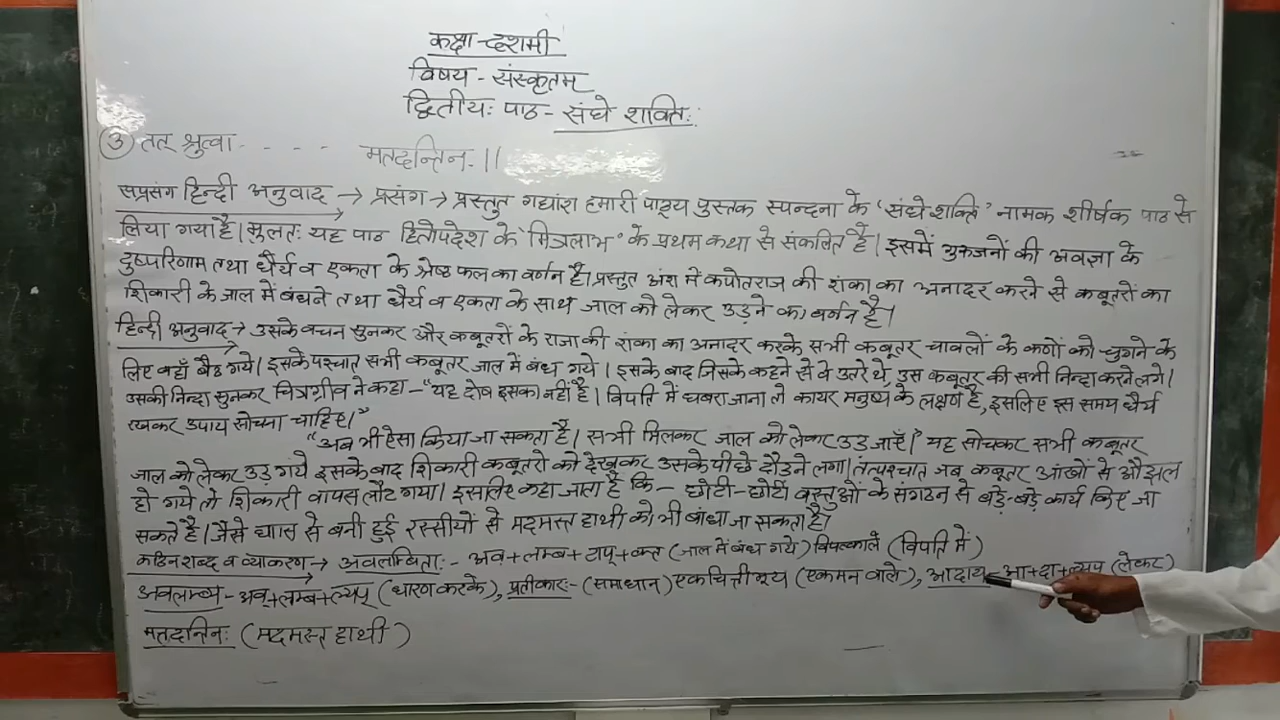 कक्षा - दशमी
विषय - संस्कृतम
द्वितीयः पाठ - संघे शक्तिः
③ तत् श्रुत्वा - - - - - मतदन्तिन. ||
सप्रसंग हिन्दी अनुवाद → प्रसंग → प्रस्तुत गद्यांश हमारी पाठ्य पुस्तक स्पन्दना के 'संघे शक्ति' नामक शीर्षक पाठ से
लिया गया है। मूलतः यह पाठ हितोपदेश के 'मित्रलाभ' के प्रथम कथा से संकलित है। इसमें गुरुजनों की अवज्ञा के
दुष्परिणाम तथा धैर्य व एकता के श्रेष्ठ फल का वर्णन है। प्रस्तुत अंश में कपोतराज की शंका का अनादर करने से कबूतरों का
शिकारी के जाल में बंधने तथा धैर्य व एकता के साथ जाल को लेकर उड़ने का वर्णन है।
हिन्दी अनुवाद → उसके वचन सुनकर और कबूतरों के राजा की शंका का अनादर करके सभी कबूतर चावलों के कणों को चुगने के
लिए वहाँ बैठ गये। इसके पश्चात सभी कबूतर जाल में बंध गये। इसके बाद जिसके कहने से वे उतरे थे, उस कबूतर की सभी निन्दा करने लगे।
उसकी निन्दा सुनकर चित्रग्रीव ने कहा - "यह दोष इसका नहीं है। विपति में घबरा जाना तो कायर मनुष्य के लक्षण है, इसलिए इस समय धैर्य
रखकर उपाय सोचना चाहिए।"
"अब भी ऐसा किया जा सकता है। सभी मिलकर जाल को लेकर उड़ जाएँ।" यह सोचकर सभी कबूतर
जाल को लेकर उड़ गये इसके बाद शिकारी कबूतरो को देखकर उसके पीछे दौड़ने लगा। तत्पश्चात जब कबूतर आंखों से औझल
हो गये तो शिकारी वापस लौट गया। इसलिए कहा जाता है कि - छोटी-छोटी वस्तुओं के संगठन से बड़े-बड़े कार्य किए जा
सकते है। जैसे घास से बनी हुई रस्सीयों से मदमस्त हाथी को भी बांधा जा सकता है।
कठिन शब्द व व्याकरण → अवलम्बिताः - अव+लम्ब+टाप्+क्त (जाल में बंध गये) विपत्काले (विपति में)
अवलम्ब्य - अव्+लम्ब+ल्यप् (धारण करके), प्रतीकारः - (समाधान) एकचित्तीभूय (एकमन वाले), आदाय - आ+दा+ल्यप (लेकर)
मतदन्तिनः (मदमस्त हाथी)